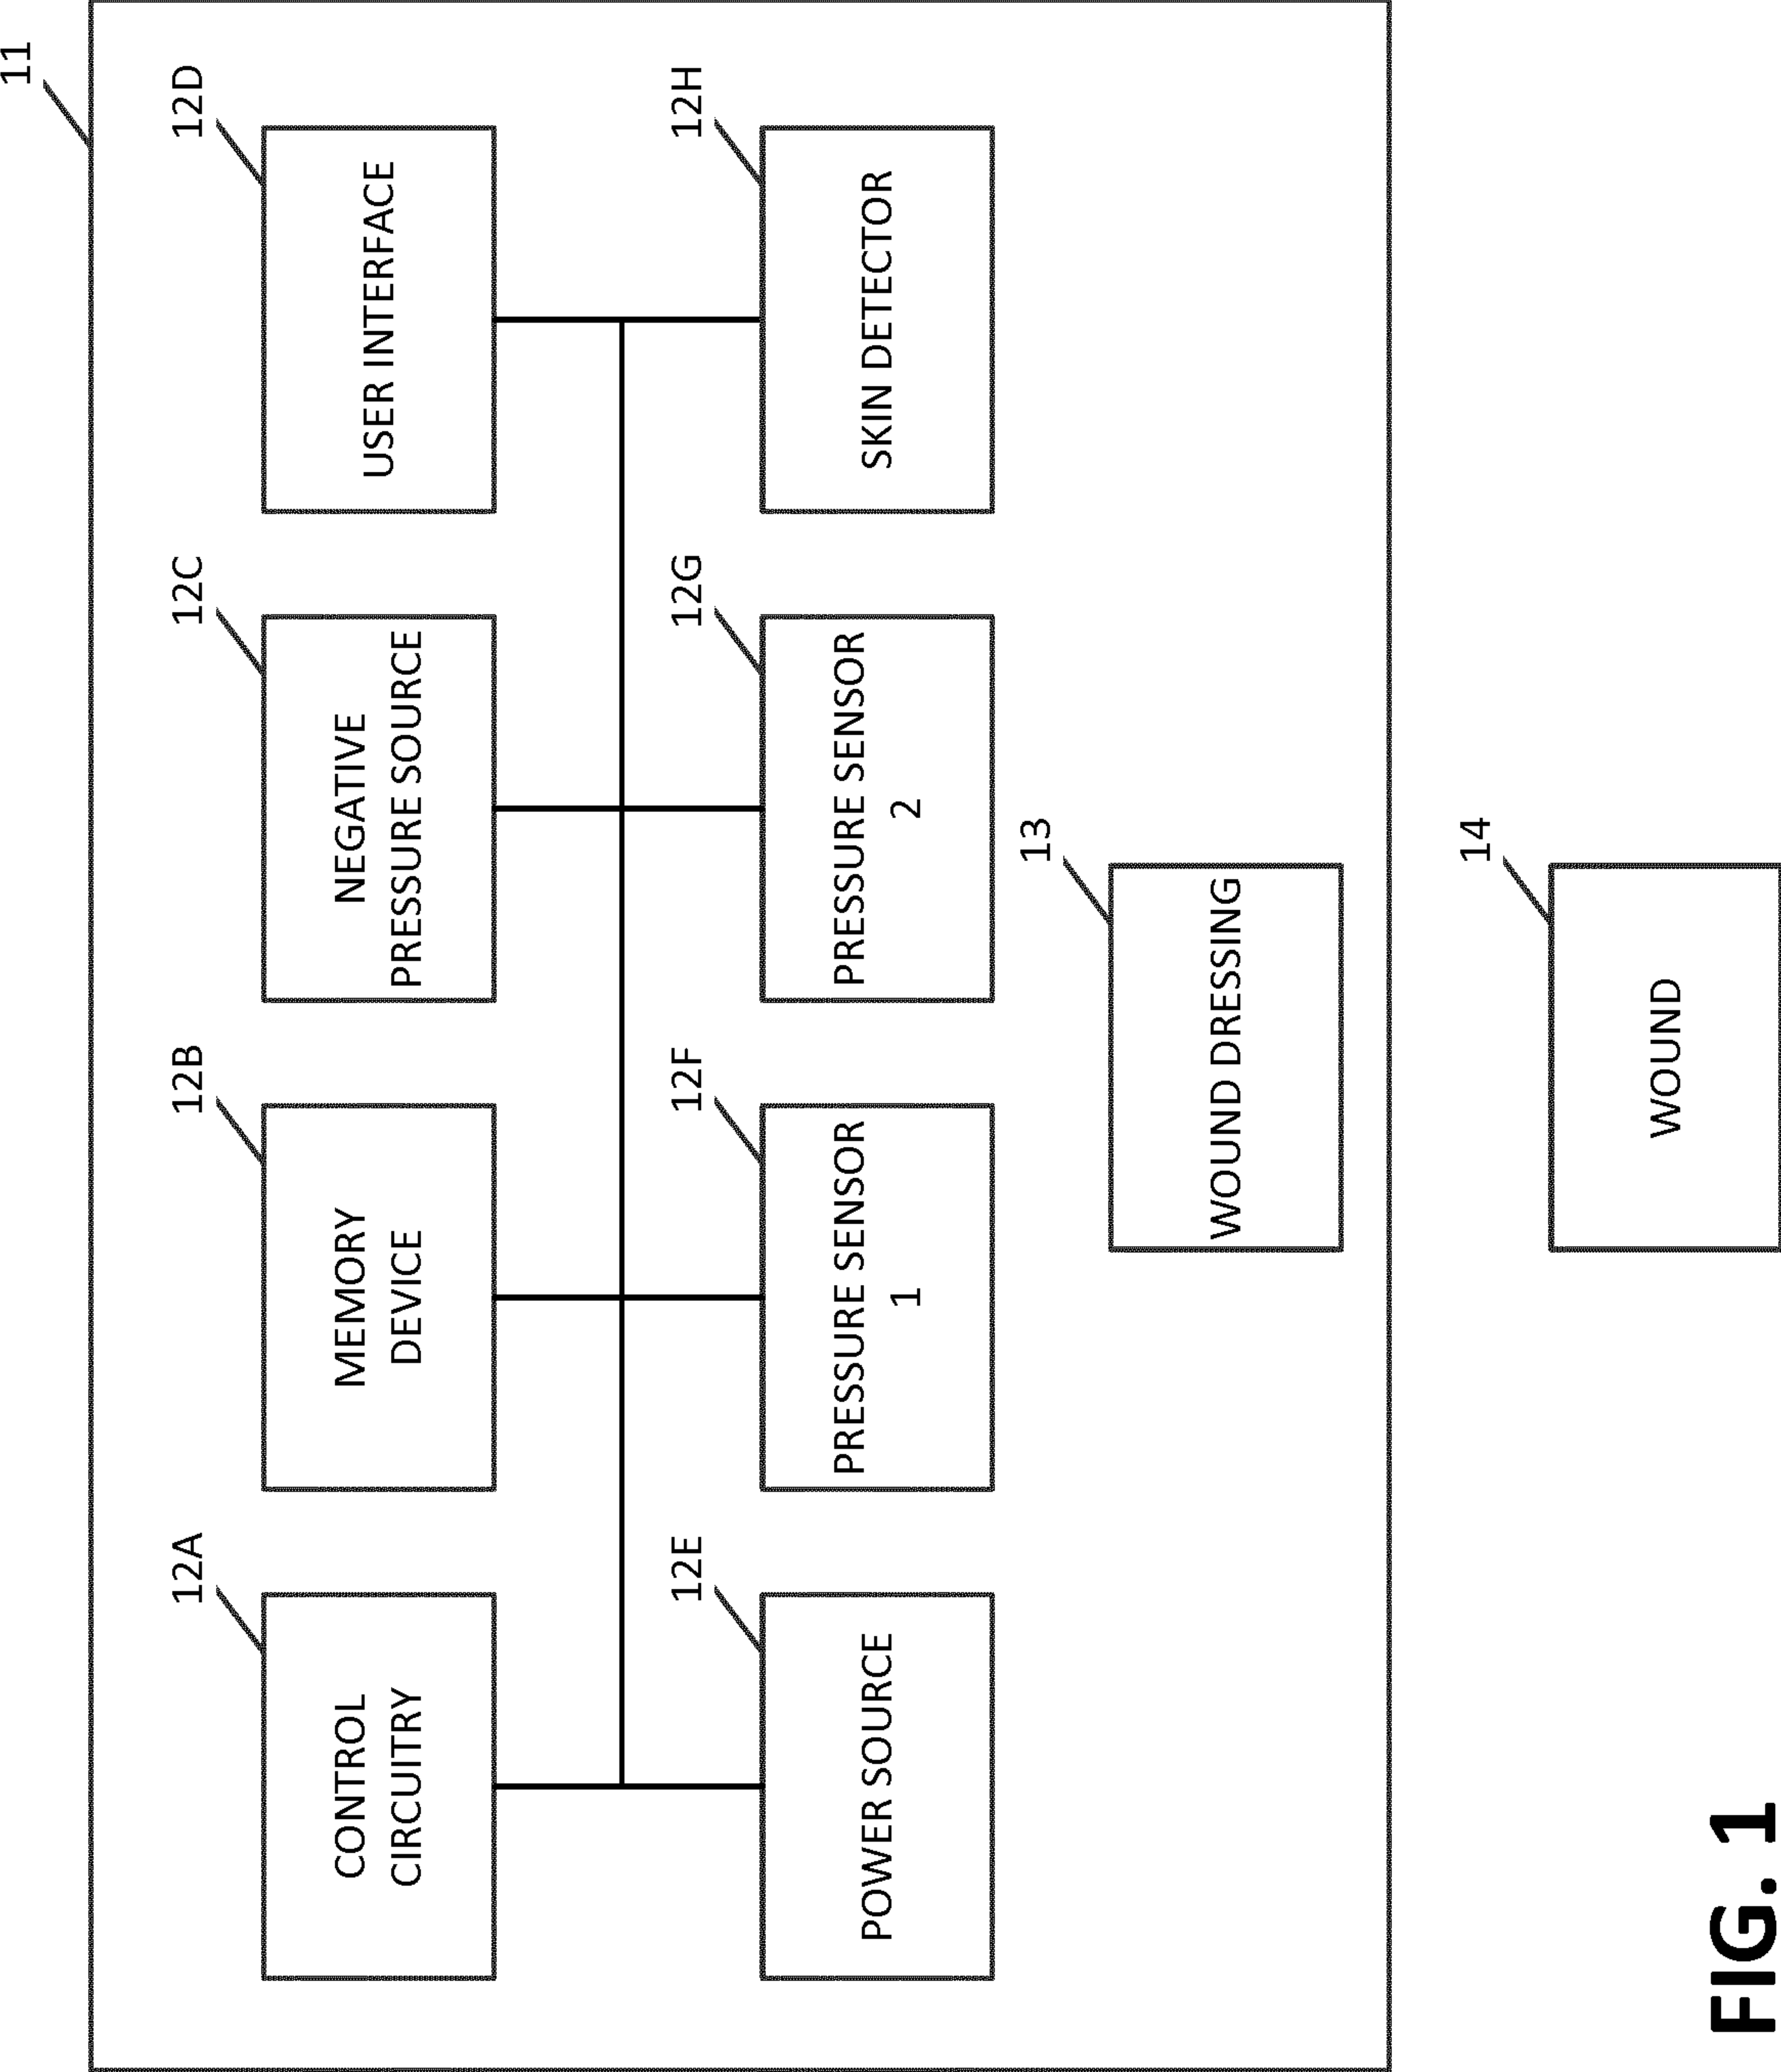 11
12A
12B
12C
12D
CONTROL
CIRCUITRY
MEMORY
DEVICE
NEGATIVE
PRESSURE SOURCE
USER INTERFACE
12E
12F
12G
12H
POWER SOURCE
PRESSURE SENSOR
1
PRESSURE SENSOR
2
SKIN DETECTOR
13
WOUND DRESSING
14
WOUND
FIG. 1